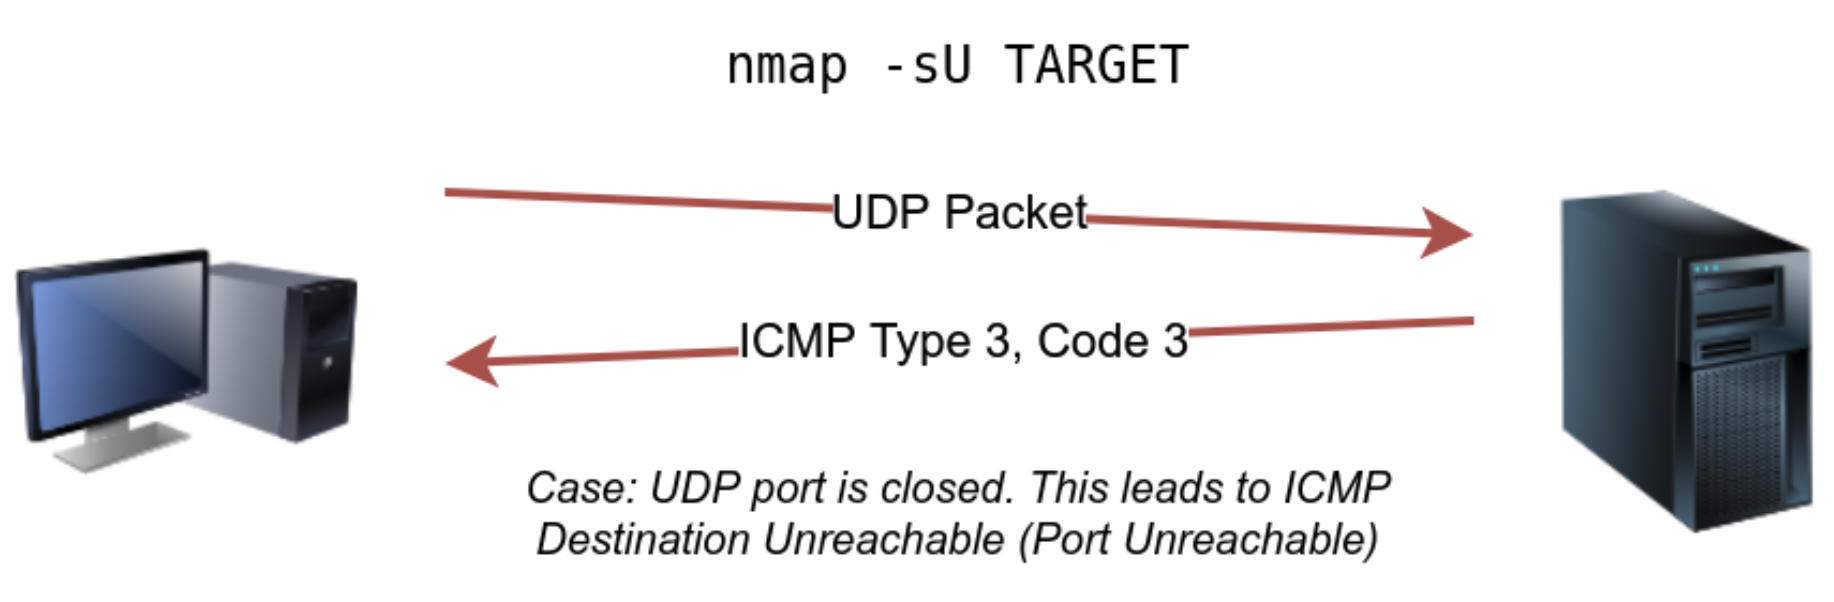 nmap -sU TARGET
UDP Packet
ICMP Type 3, Code 3
Case: UDP port is closed. This leads to ICMP
Destination Unreachable (Port Unreachable)